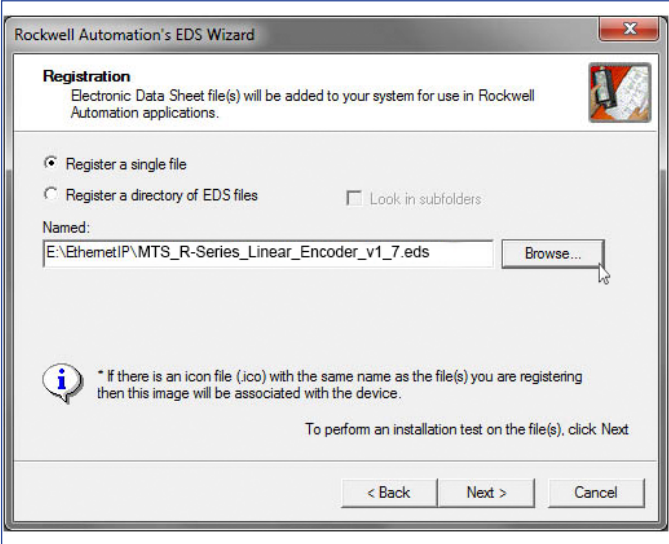 Rockwell Automation's EDS Wizard
Registration
Electronic Data Sheet file(s) will be added to your system for use in Rockwell
Automation applications.
Register a single file
Register a directory of EDS files
Look in subfolders
Named:
E:\EthernetIP\MTS_R-Series_Linear_Encoder_v1_7.eds
Browse...
* If there is an icon file (.ico) with the same name as the file(s) you are registering
then this image will be associated with the device.
To perform an installation test on the file(s), click Next
< Back
Next >
Cancel